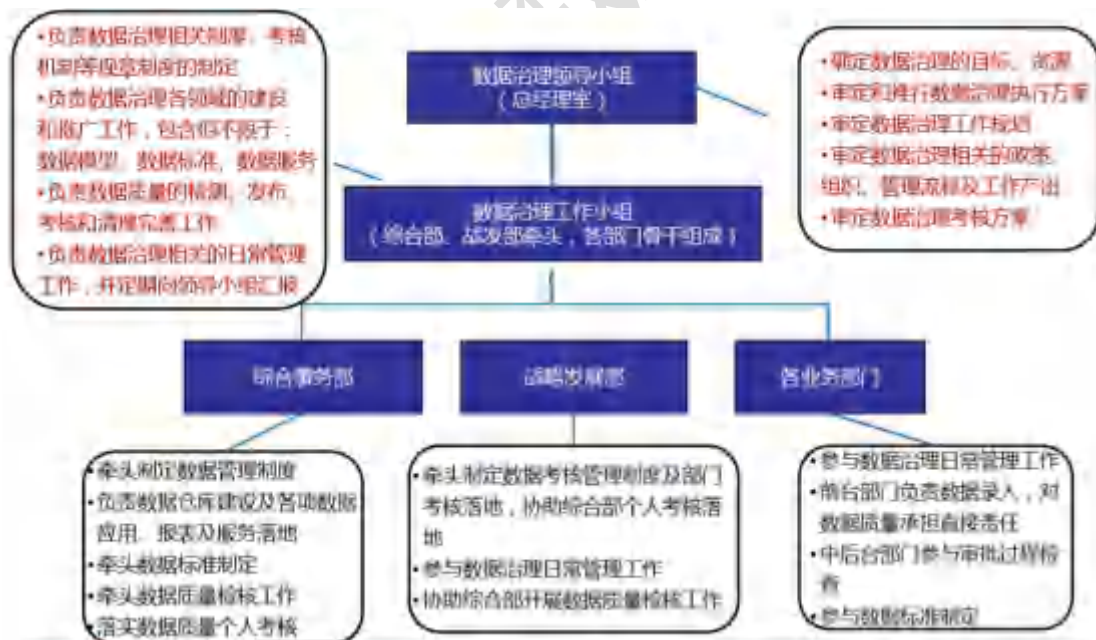 •负责数据治理相关制度、考核
机制等规章制度的制定
•负责数据治理各领域的建设
和推广工作，包含但不限于：
数据模型、数据标准、数据服务
•负责数据质量的检测、发布、
考核和清理完善工作
•负责数据治理相关的日常管理
工作，并定期向领导小组汇报
数据治理领导小组
（总经理室）
•确定数据治理的目标、资源
•审定和推行数据治理执行方案
•审定数据治理工作规划
•审定数据治理相关的政策、
组织、管理流程及工作产出
•审定数据治理考核方案
数据治理工作小组
（综合部、战发部牵头，各部门骨干组成）
综合事务部
战略发展部
各业务部门
•牵头制定数据管理制度
•负责数据仓库建设及各项数据
应用、报表及服务落地
•牵头数据标准制定
•牵头数据质量检核工作
•落实数据质量个人考核
•牵头制定数据考核管理制度及部门
考核落地，协助综合部个人考核落
地
•参与数据治理日常管理工作
•协助综合部开展数据质量检核工作
•参与数据治理日常管理工作
•前台部门负责数据录入，对
数据质量承担直接责任
•中后台部门参与审批过程检
查
•参与数据标准制定